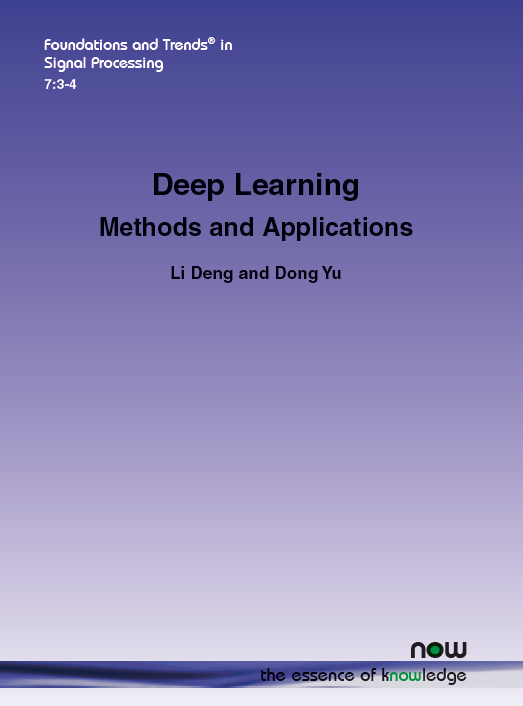 Foundations and Trends® in
Signal Processing
7:3-4
Deep Learning
Methods and Applications
Li Deng and Dong Yu
now
the essence of knowledge